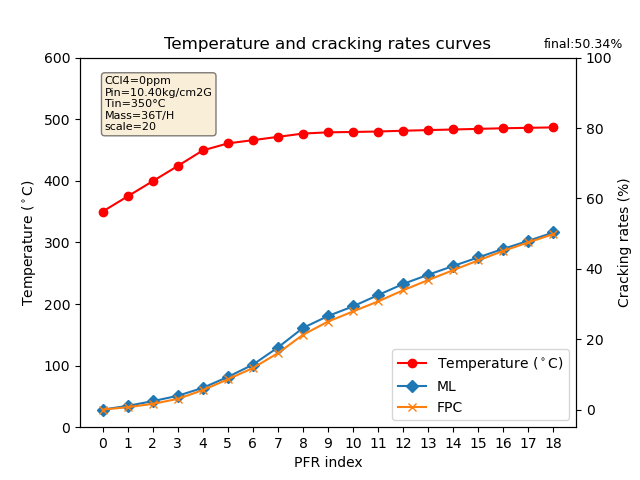 Temperature and cracking rates curves
final:50.34%
CCl4=0ppm
Pin=10.40kg/cm2G
Tin=350°C
Mass=36T/H
scale=20
600
500
400
300
200
100
0
Temperature (°C)
100
80
60
40
20
0
Cracking rates (%)
Temperature (°C)
ML
FPC
0 1 2 3 4 5 6 7 8 9 10 11 12 13 14 15 16 17 18
PFR index